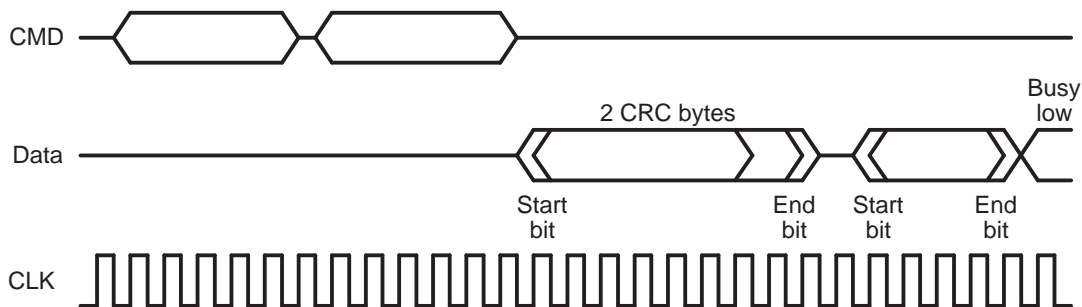 CMD
Busy
low
2 CRC bytes
Data
Start
bit
End
bit
Start
bit
End
bit
CLK